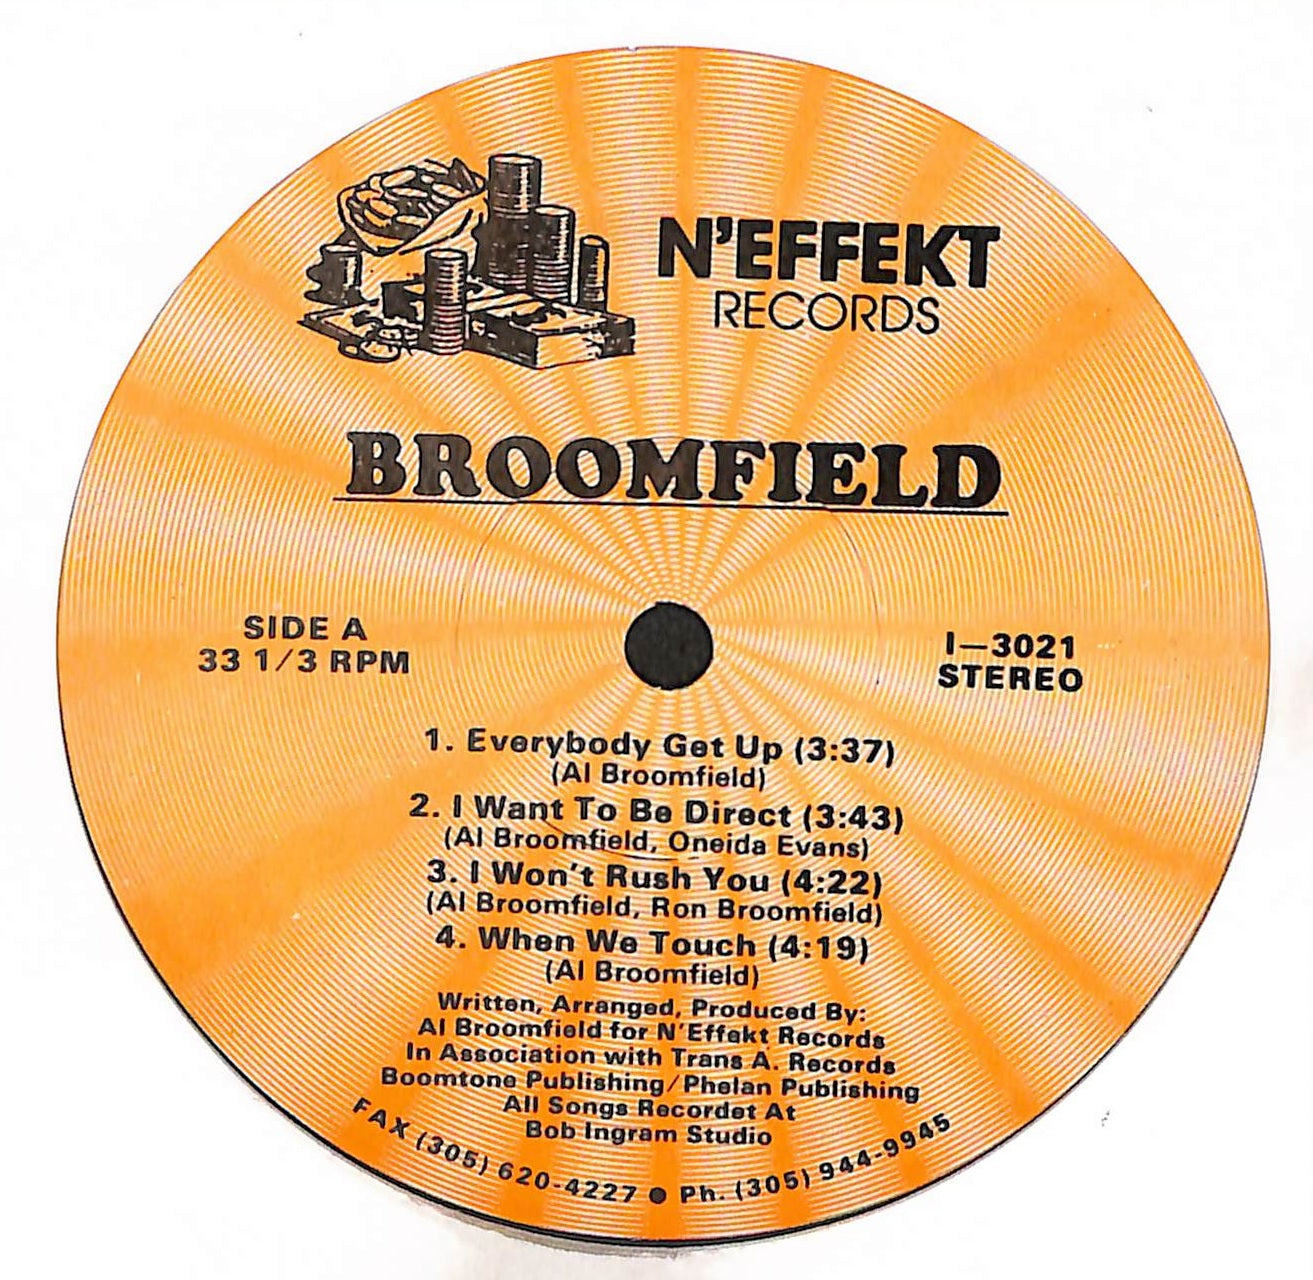 N'EFFEKT
RECORDS
BROOMFIELD
SIDE A
33 1/3 RPM
I-3021
STEREO
1. Everybody Get Up (3:37)
(Al Broomfield)
2. I Want To Be Direct (3:43)
(Al Broomfield, Oneida Evans)
3. I Won't Rush You (4:22)
(Al Broomfield, Ron Broomfield)
4. When We Touch (4:19)
(Al Broomfield)
Written, Arranged, Produced By:
Al Broomfield for N'Effekt Records
In Association with Trans A. Records
Boomtone Publishing/Phelan Publishing
All Songs Recordet At
Bob Ingram Studio
FAX (305) 620-4227 ● Ph. (305) 944-9945